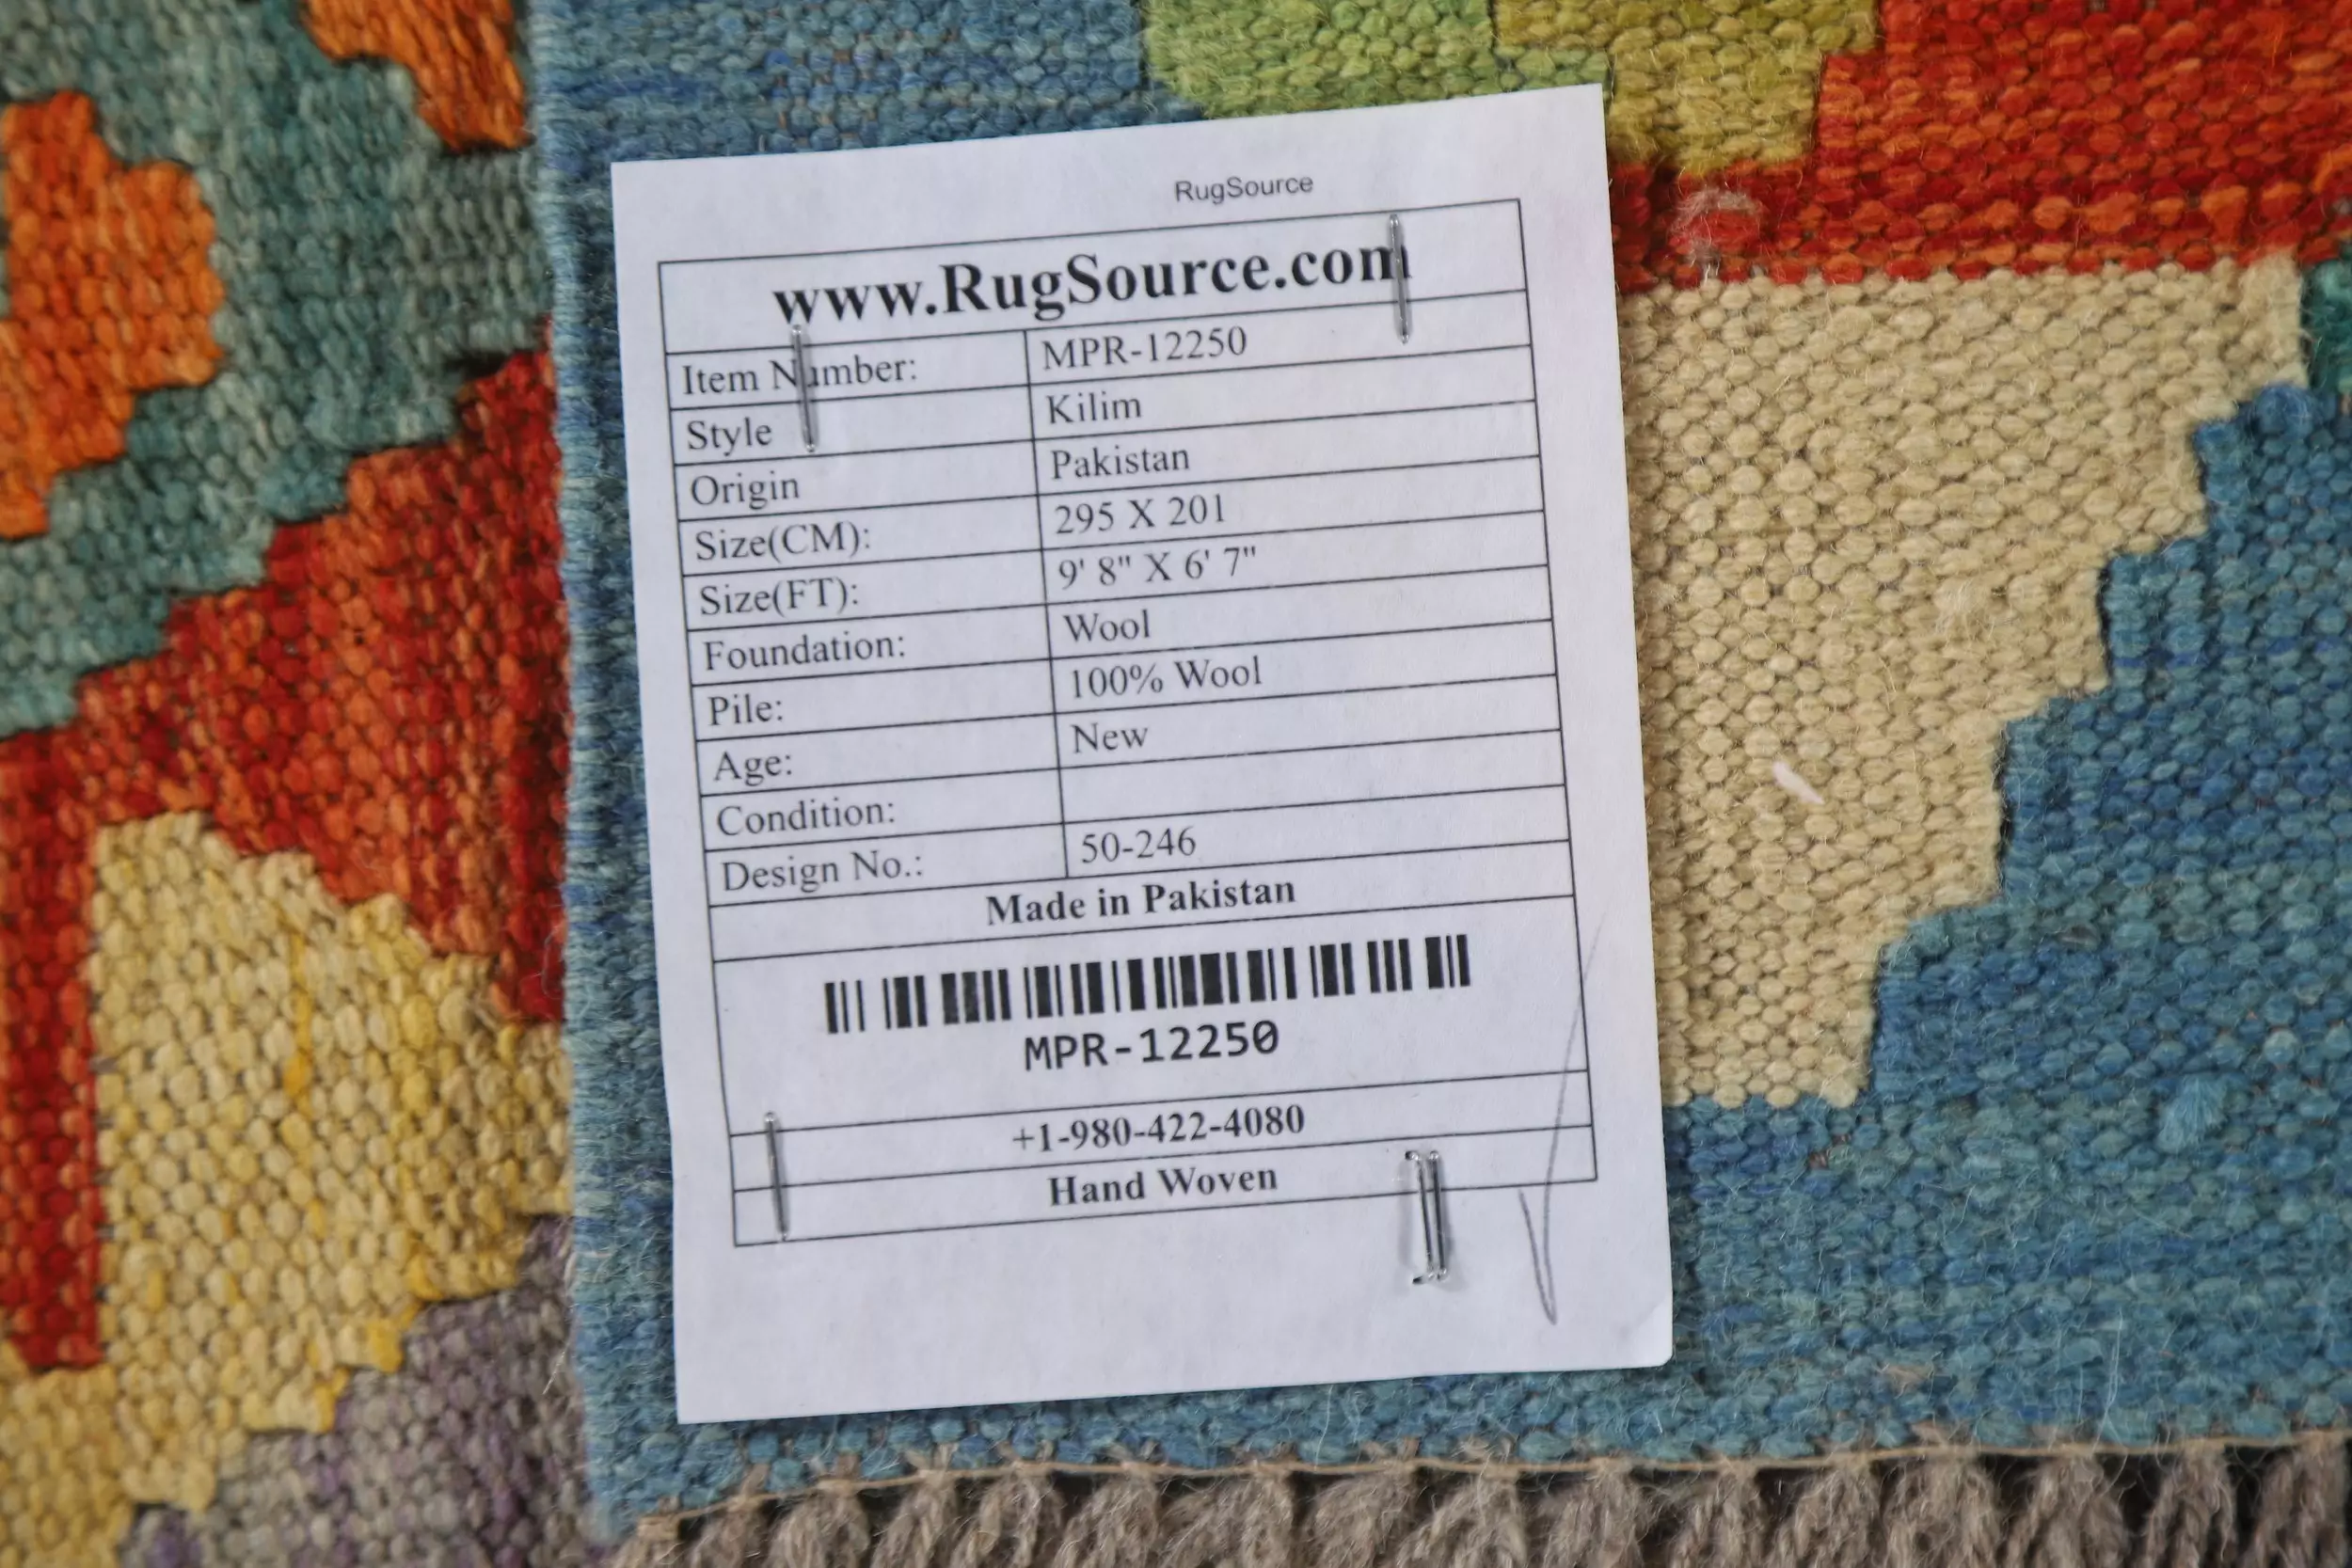 RugSource
www.RugSource.com
Item Number: MPR-12250
Style Kilim
Origin Pakistan
Size(CM): 295 X 201
Size(FT): 9' 8" X 6' 7"
Foundation: Wool
Pile: 100% Wool
Age: New
Condition:
Design No.: 50-246
Made in Pakistan
MPR-12250
+1-980-422-4080
Hand Woven